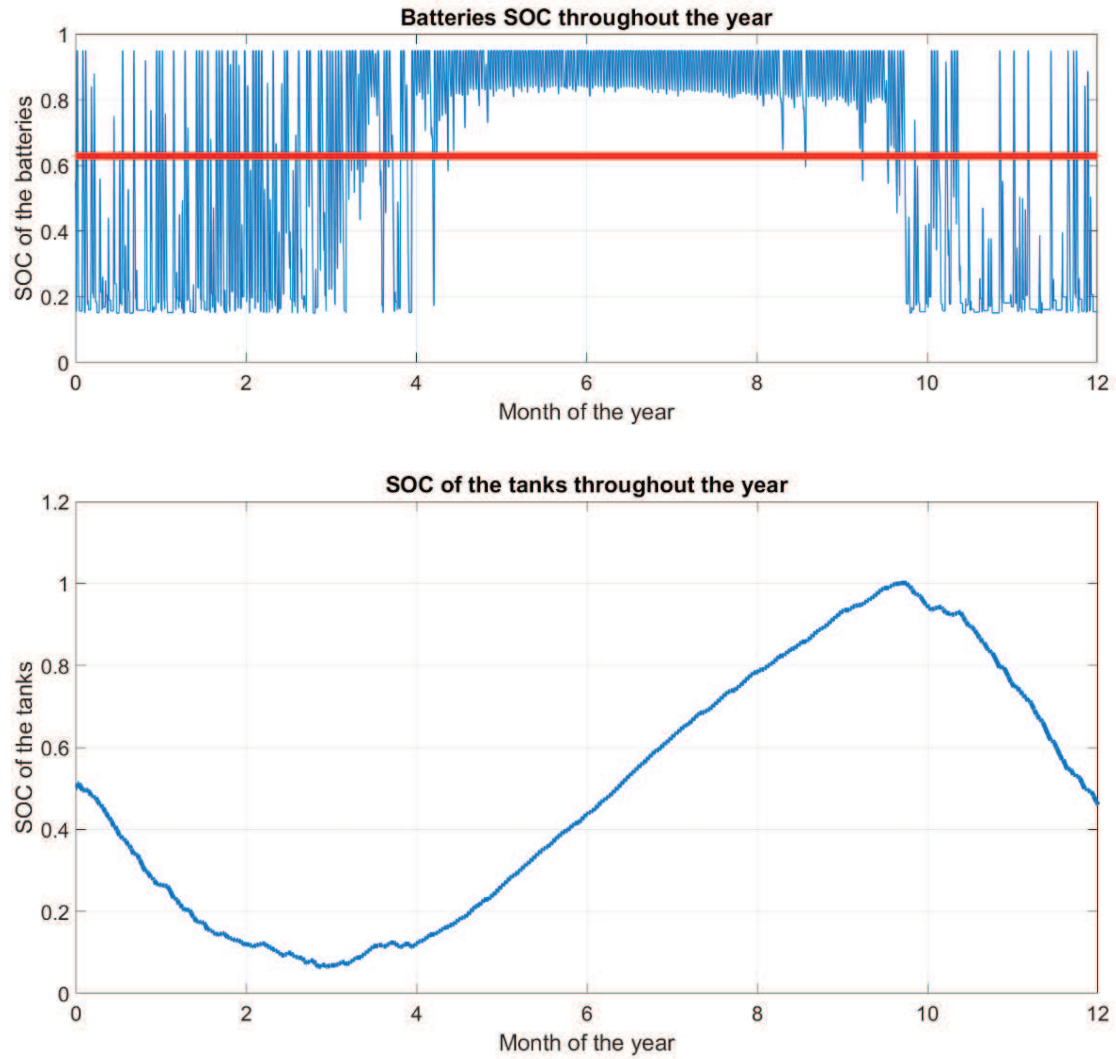 Batteries SOC throughout the year
SOC of the batteries
1
0.8
0.6
0.4
0.2
0
0 2 4 6 8 10 12
Month of the year
SOC of the tanks throughout the year
SOC of the tanks
1.2
1
0.8
0.6
0.4
0.2
0
0 2 4 6 8 10 12
Month of the year